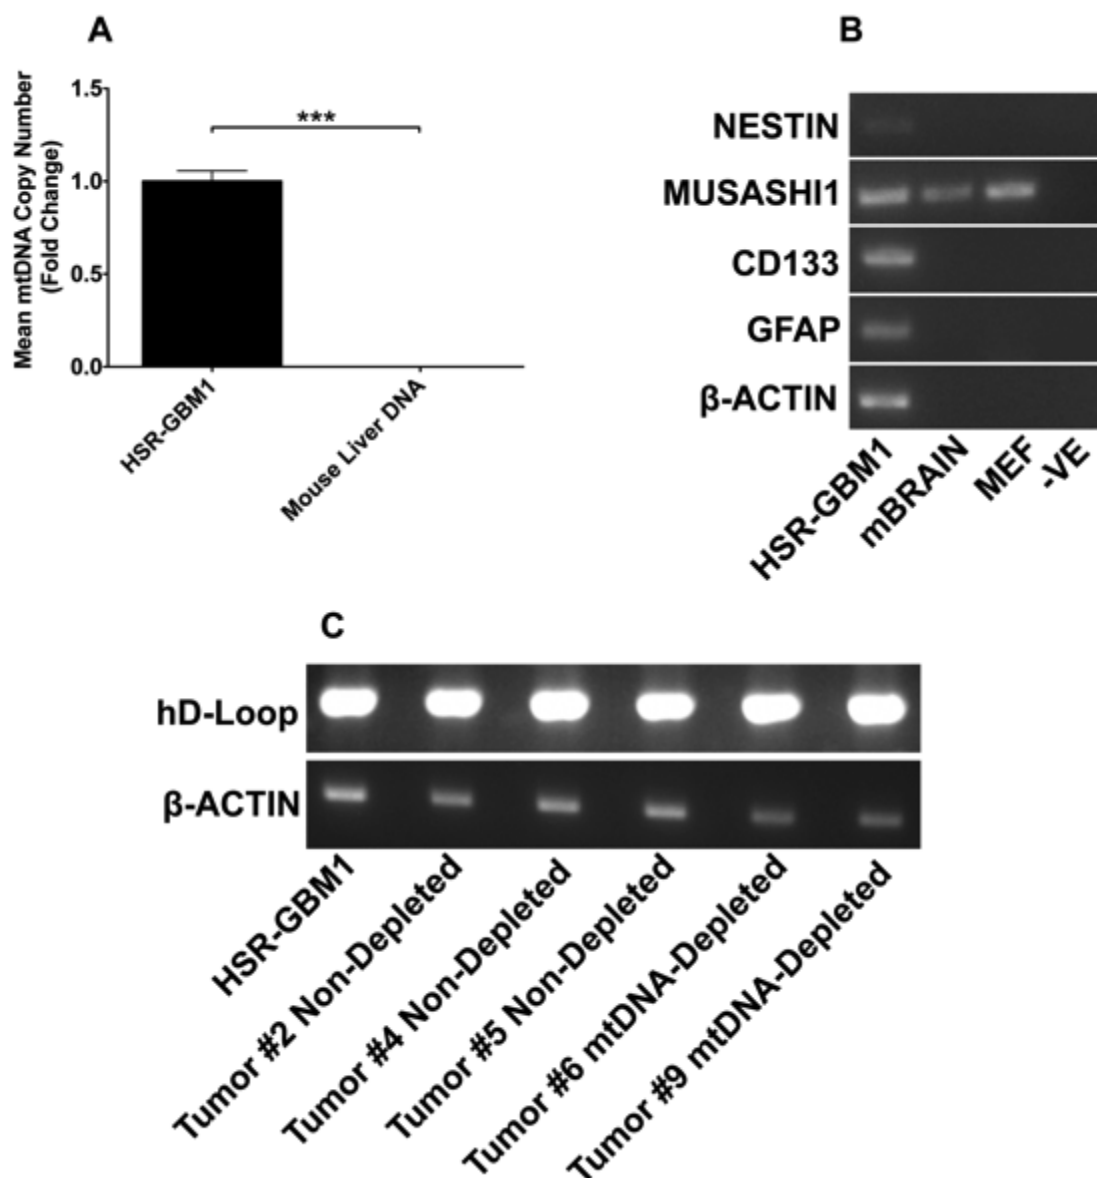 A
1.5
1.0
0.5
0.0
Mean mtDNA Copy Number
(Fold Change)
***
HSR-GBM1
Mouse Liver DNA
B
NESTIN
MUSASHI1
CD133
GFAP
β-ACTIN
HSR-GBM1
mBRAIN
MEF
-VE
C
hD-Loop
β-ACTIN
HSR-GBM1
Tumor #2 Non-Depleted
Tumor #4 Non-Depleted
Tumor #5 Non-Depleted
Tumor #6 mtDNA-Depleted
Tumor #9 mtDNA-Depleted